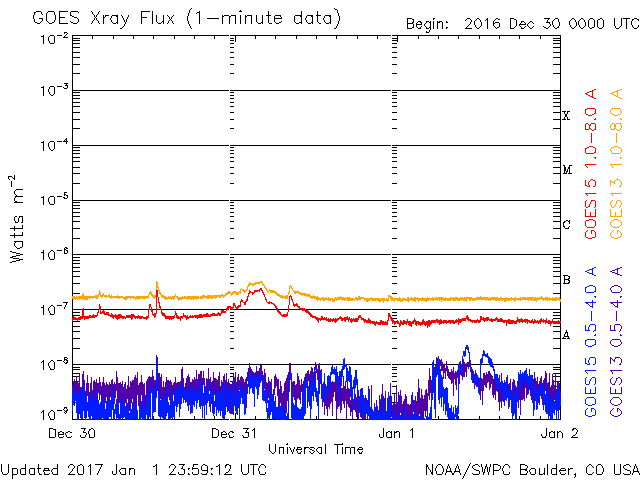 GOES Xray Flux (1-minute data)
Begin: 2016 Dec 30 0000 UTC
10⁻²
10⁻³
10⁻⁴
10⁻⁵
10⁻⁶
10⁻⁷
10⁻⁸
10⁻⁹
Watts m⁻²
X
M
C
B
A
GOES15 1.0-8.0 A
GOES13 1.0-8.0 A
GOES15 0.5-4.0 A
GOES13 0.5-4.0 A
Dec 30 Dec 31 Jan 1 Jan 2
Universal Time
Updated 2017 Jan 1 23:59:12 UTC
NOAA/SWPC Boulder, CO USA